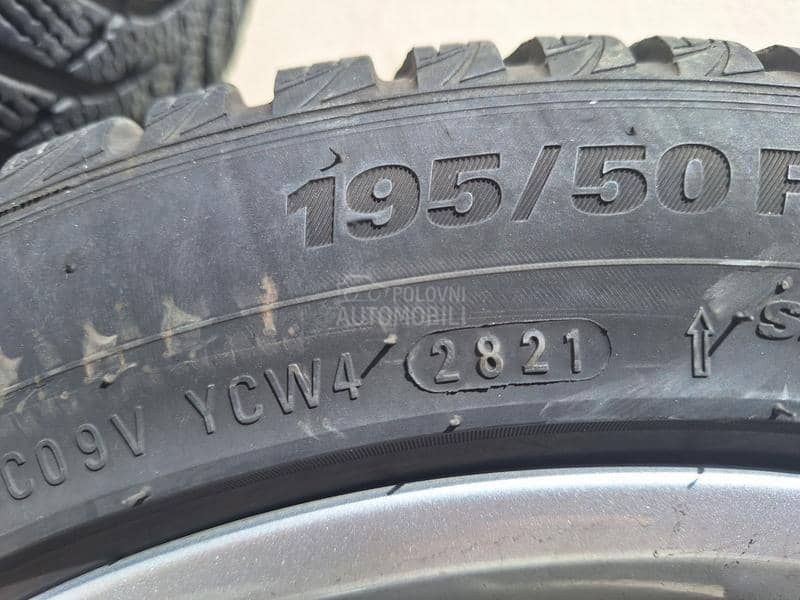 195/50 R
POLOVNI
AUTOMOBILI
C09V YCW4 2821